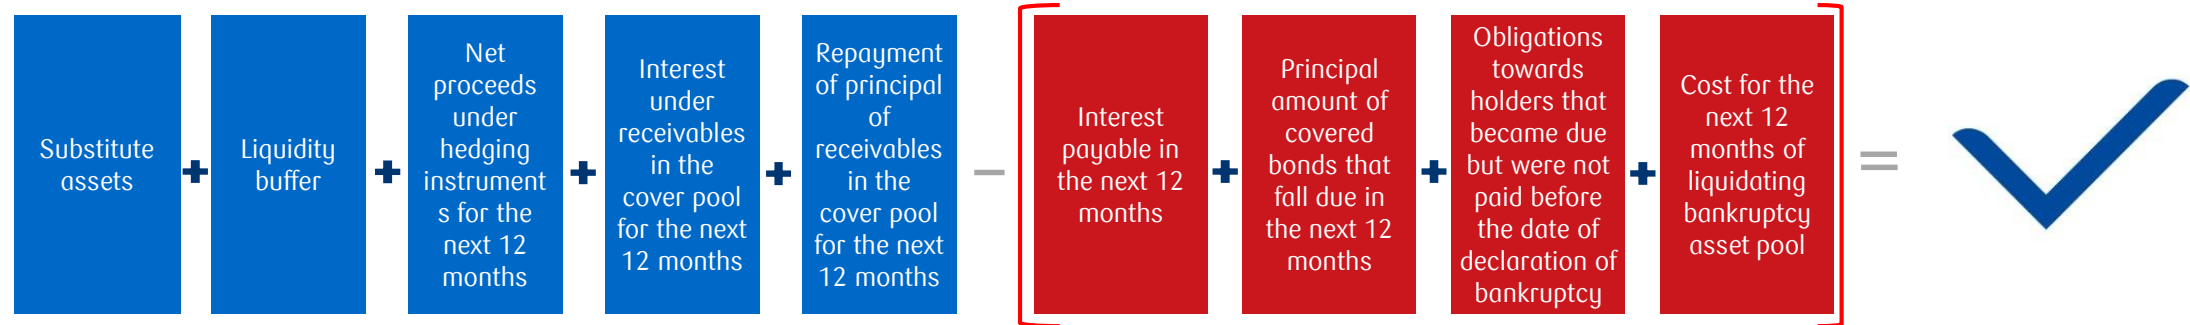 Substitute
assets
+
Liquidity
buffer
+
Net
proceeds
under
hedging
instrument
s for the
next 12
months
+
Interest
under
receivables
in the
cover pool
for the next
12 months
+
Repayment
of principal
of
receivables
in the
cover pool
for the next
12 months
–
[
Interest
payable in
the next 12
months
+
Principal
amount of
covered
bonds that
fall due in
the next 12
months
+
Obligations
towards
holders that
became due
but were not
paid before
the date of
declaration of
bankruptcy
+
Cost for the
next 12
months of
liquidating
bankruptcy
asset pool
]
=